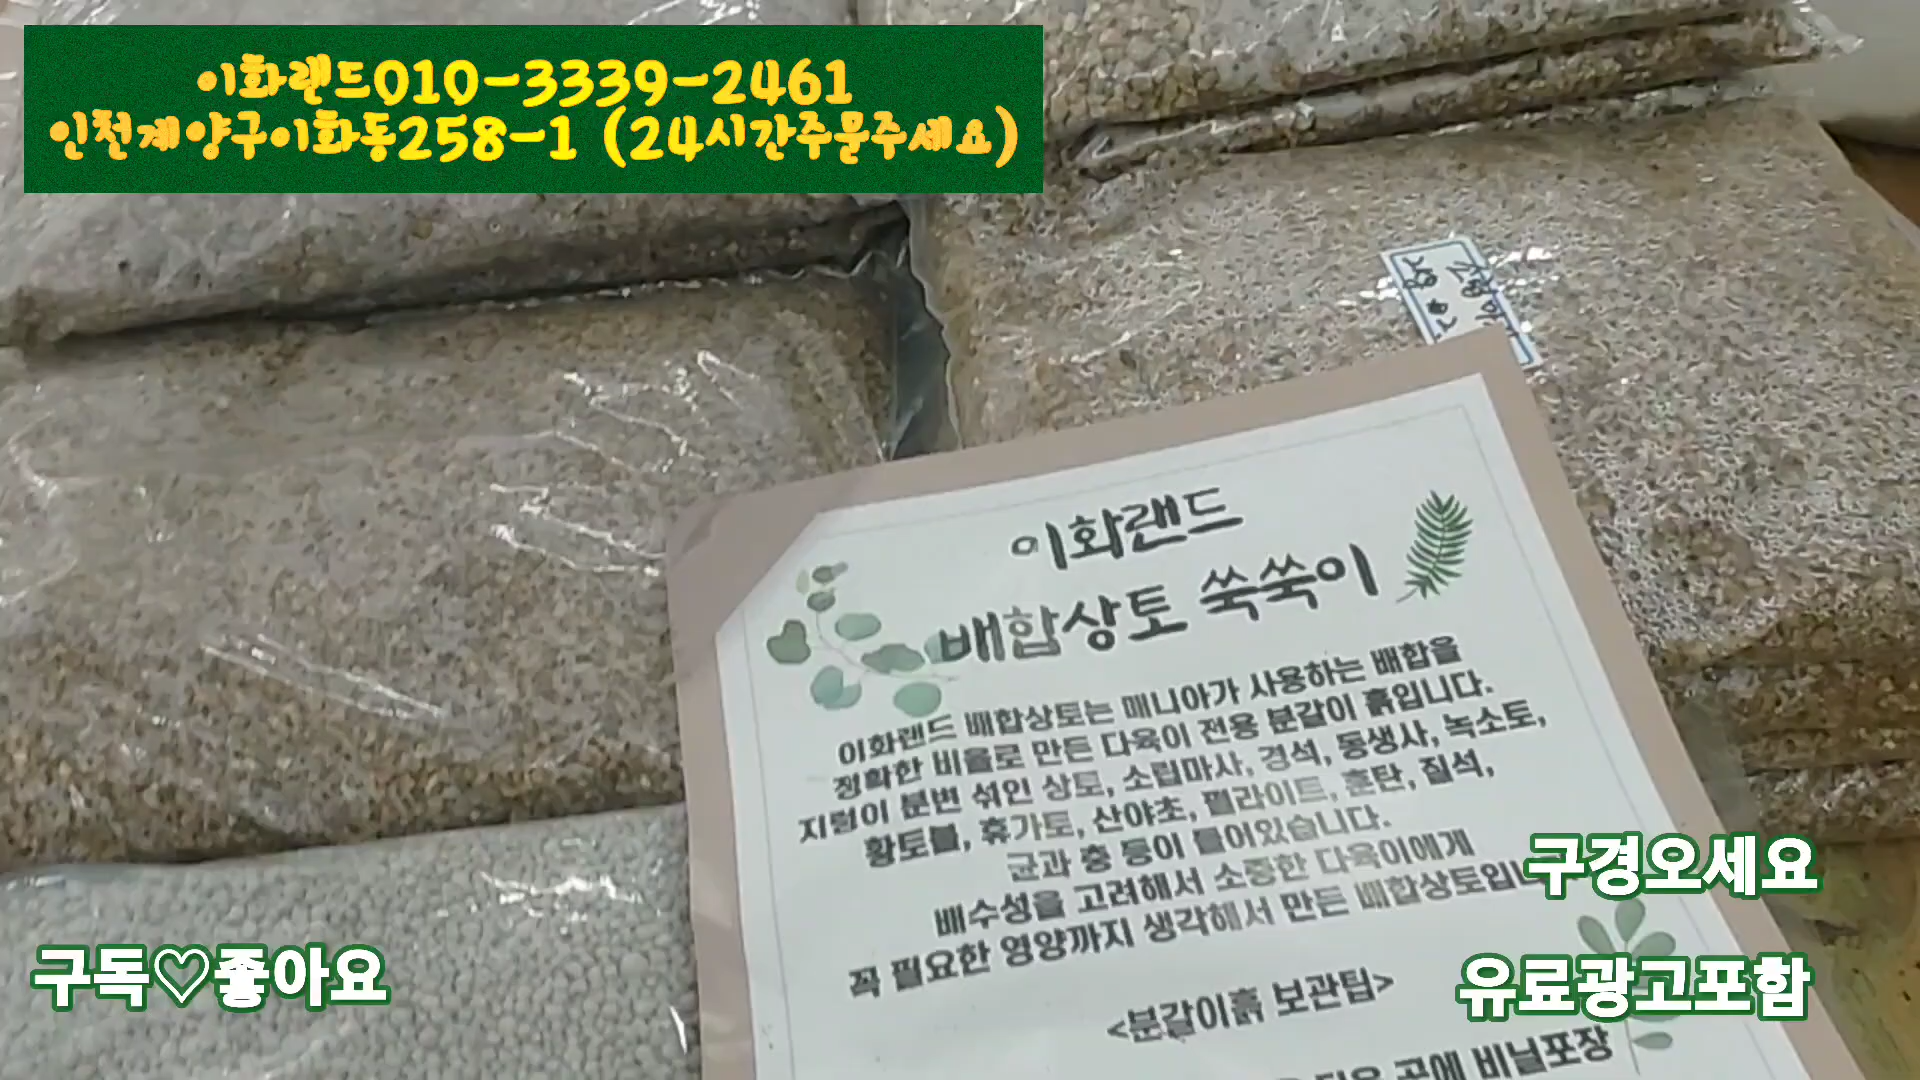 이화랜드010-3339-2461
인천계양구이화동258-1 (24시간주문주세요)
이화랜드
배합상토 쑥쑥이
이화랜드 배합상토는 매니아가 사용하는 배합을
정확한 비율로 만든 다육이 전용 분갈이 흙입니다.
지렁이 분변 섞인 상토, 소립마사, 경석, 동생사, 녹소토,
황토볼, 휴가토, 산야초, 펄라이트, 훈탄, 질석,
균과 충 등이 들어있습니다.
배수성을 고려해서 소중한 다육이에게
꼭 필요한 영양까지 생각해서 만든 배합상토입니
<분갈이흙 보관팁>
곳에 비닐포장
구경오세요
구독♡좋아요
유료광고포함